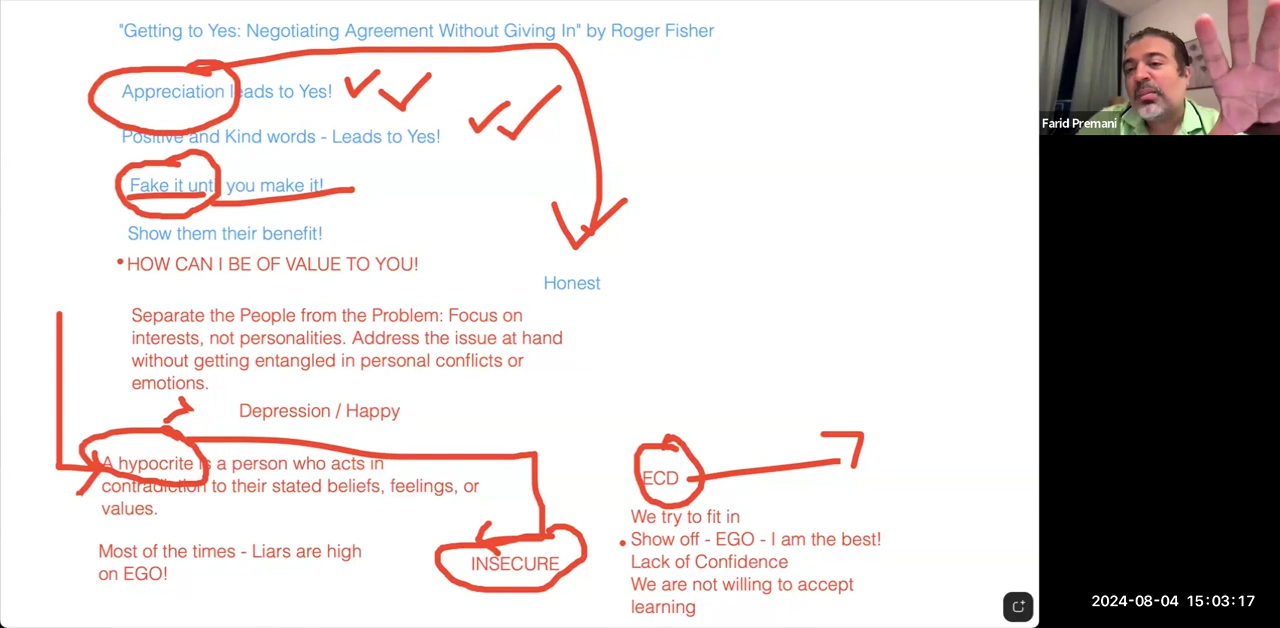 "Getting to Yes: Negotiating Agreement Without Giving In" by Roger Fisher
Appreciation leads to Yes!
Positive and Kind words - Leads to Yes!
Fake it until you make it!
Show them their benefit!
•HOW CAN I BE OF VALUE TO YOU!
Honest
Separate the People from the Problem: Focus on
interests, not personalities. Address the issue at hand
without getting entangled in personal conflicts or
emotions.
Depression / Happy
A hypocrite is a person who acts in
contradiction to their stated beliefs, feelings, or
values.
Most of the times - Liars are high
on EGO!
INSECURE
ECD
We try to fit in
• Show off - EGO - I am the best!
Lack of Confidence
We are not willing to accept
learning
Farid Premani
2024-08-04 15:03:17